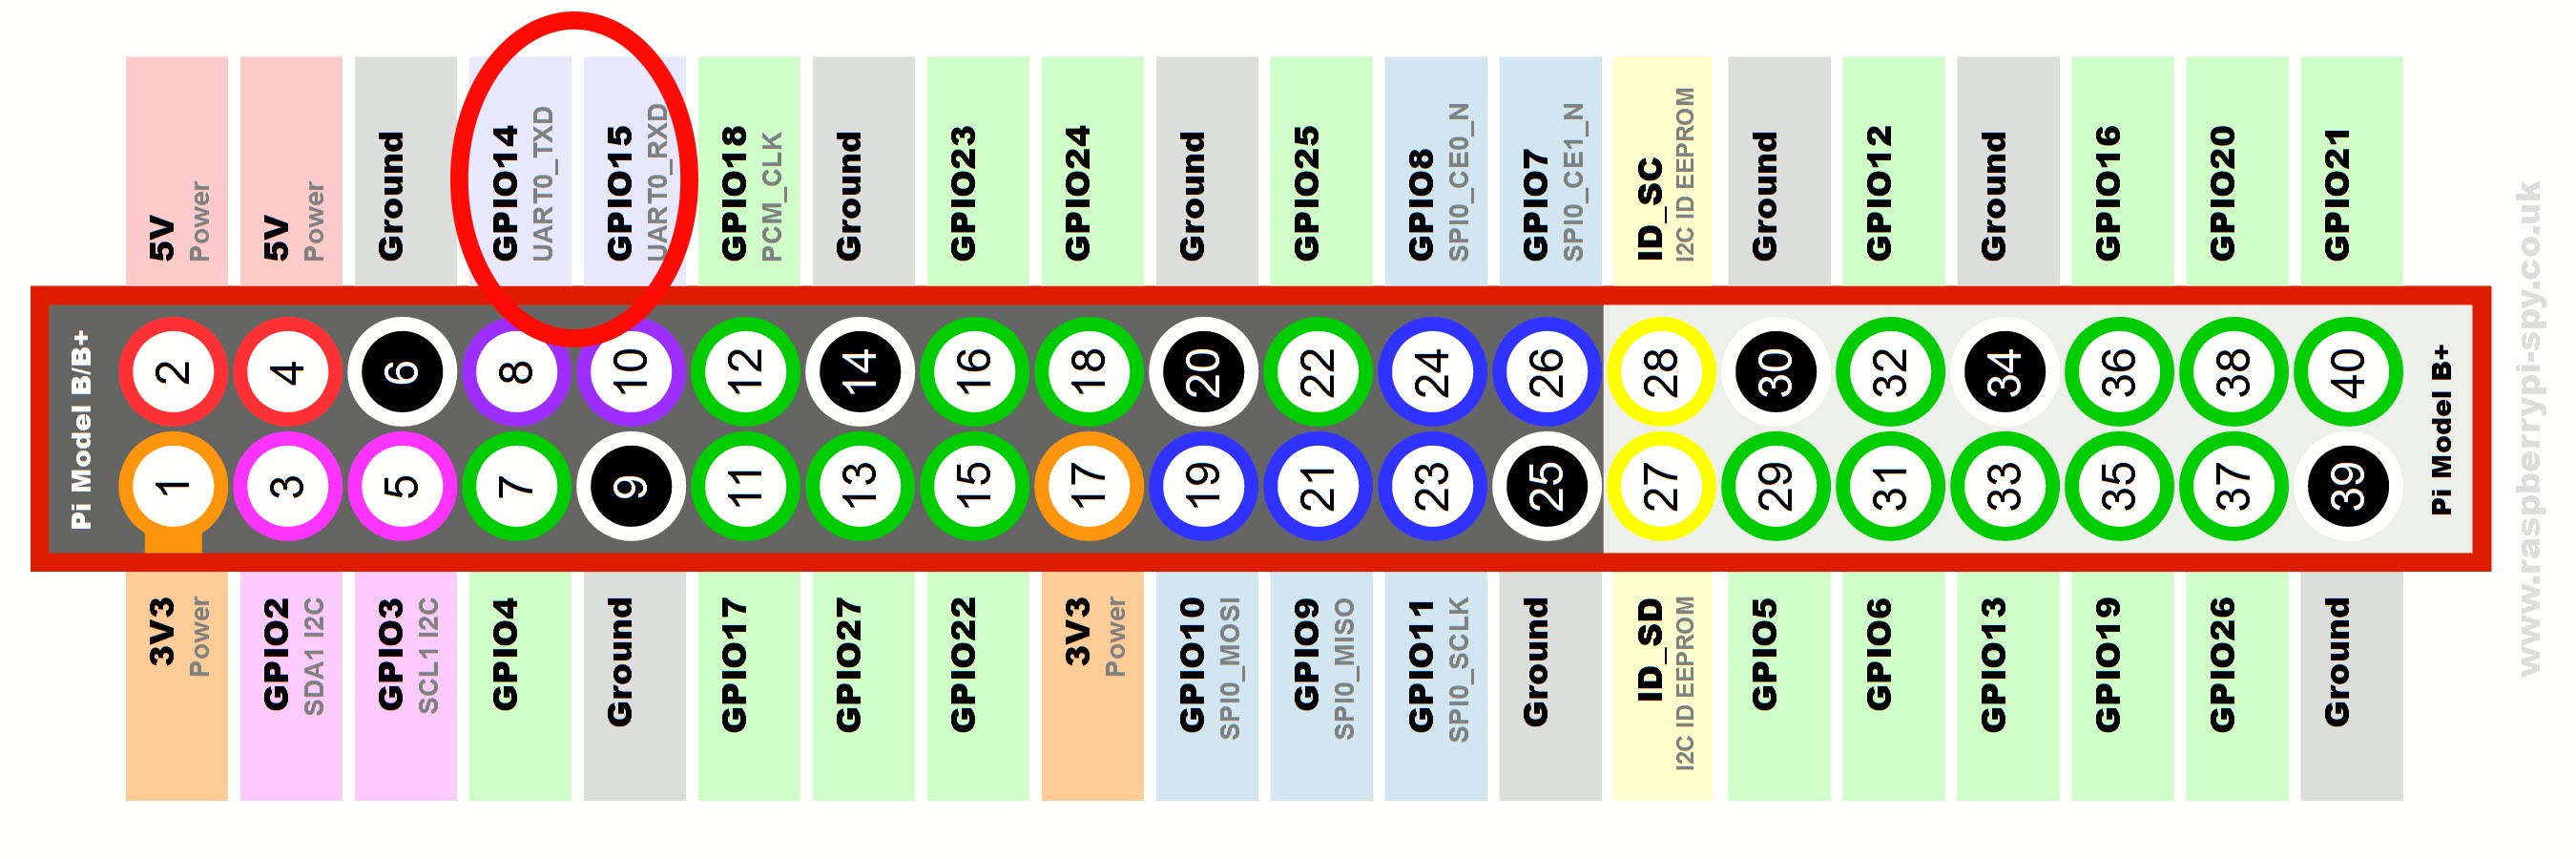 5V
Power
5V
Power
Ground
GPIO14
UART0_TXD
GPIO15
UART0_RXD
GPIO18
PCM_CLK
Ground
GPIO23
GPIO24
Ground
GPIO25
GPIO8
SPI0_CE0_N
GPIO7
SPI0_CE1_N
ID_SC
I2C ID EEPROM
Ground
GPIO12
Ground
GPIO16
GPIO20
GPIO21
Pi Model B/B+
2
4
6
8
10
12
14
16
18
20
22
24
26
28
30
32
34
36
38
40
1
3
5
7
9
11
13
15
17
19
21
23
25
27
29
31
33
35
37
39
Pi Model B+
3V3
Power
GPIO2
SDA1 I2C
GPIO3
SCL1 I2C
GPIO4
Ground
GPIO17
GPIO27
GPIO22
3V3
Power
GPIO10
SPI0_MOSI
GPIO9
SPI0_MISO
GPIO11
SPI0_SCLK
Ground
ID_SD
I2C ID EEPROM
GPIO5
GPIO6
GPIO13
GPIO19
GPIO26
Ground
www.raspberrypi-spy.co.uk